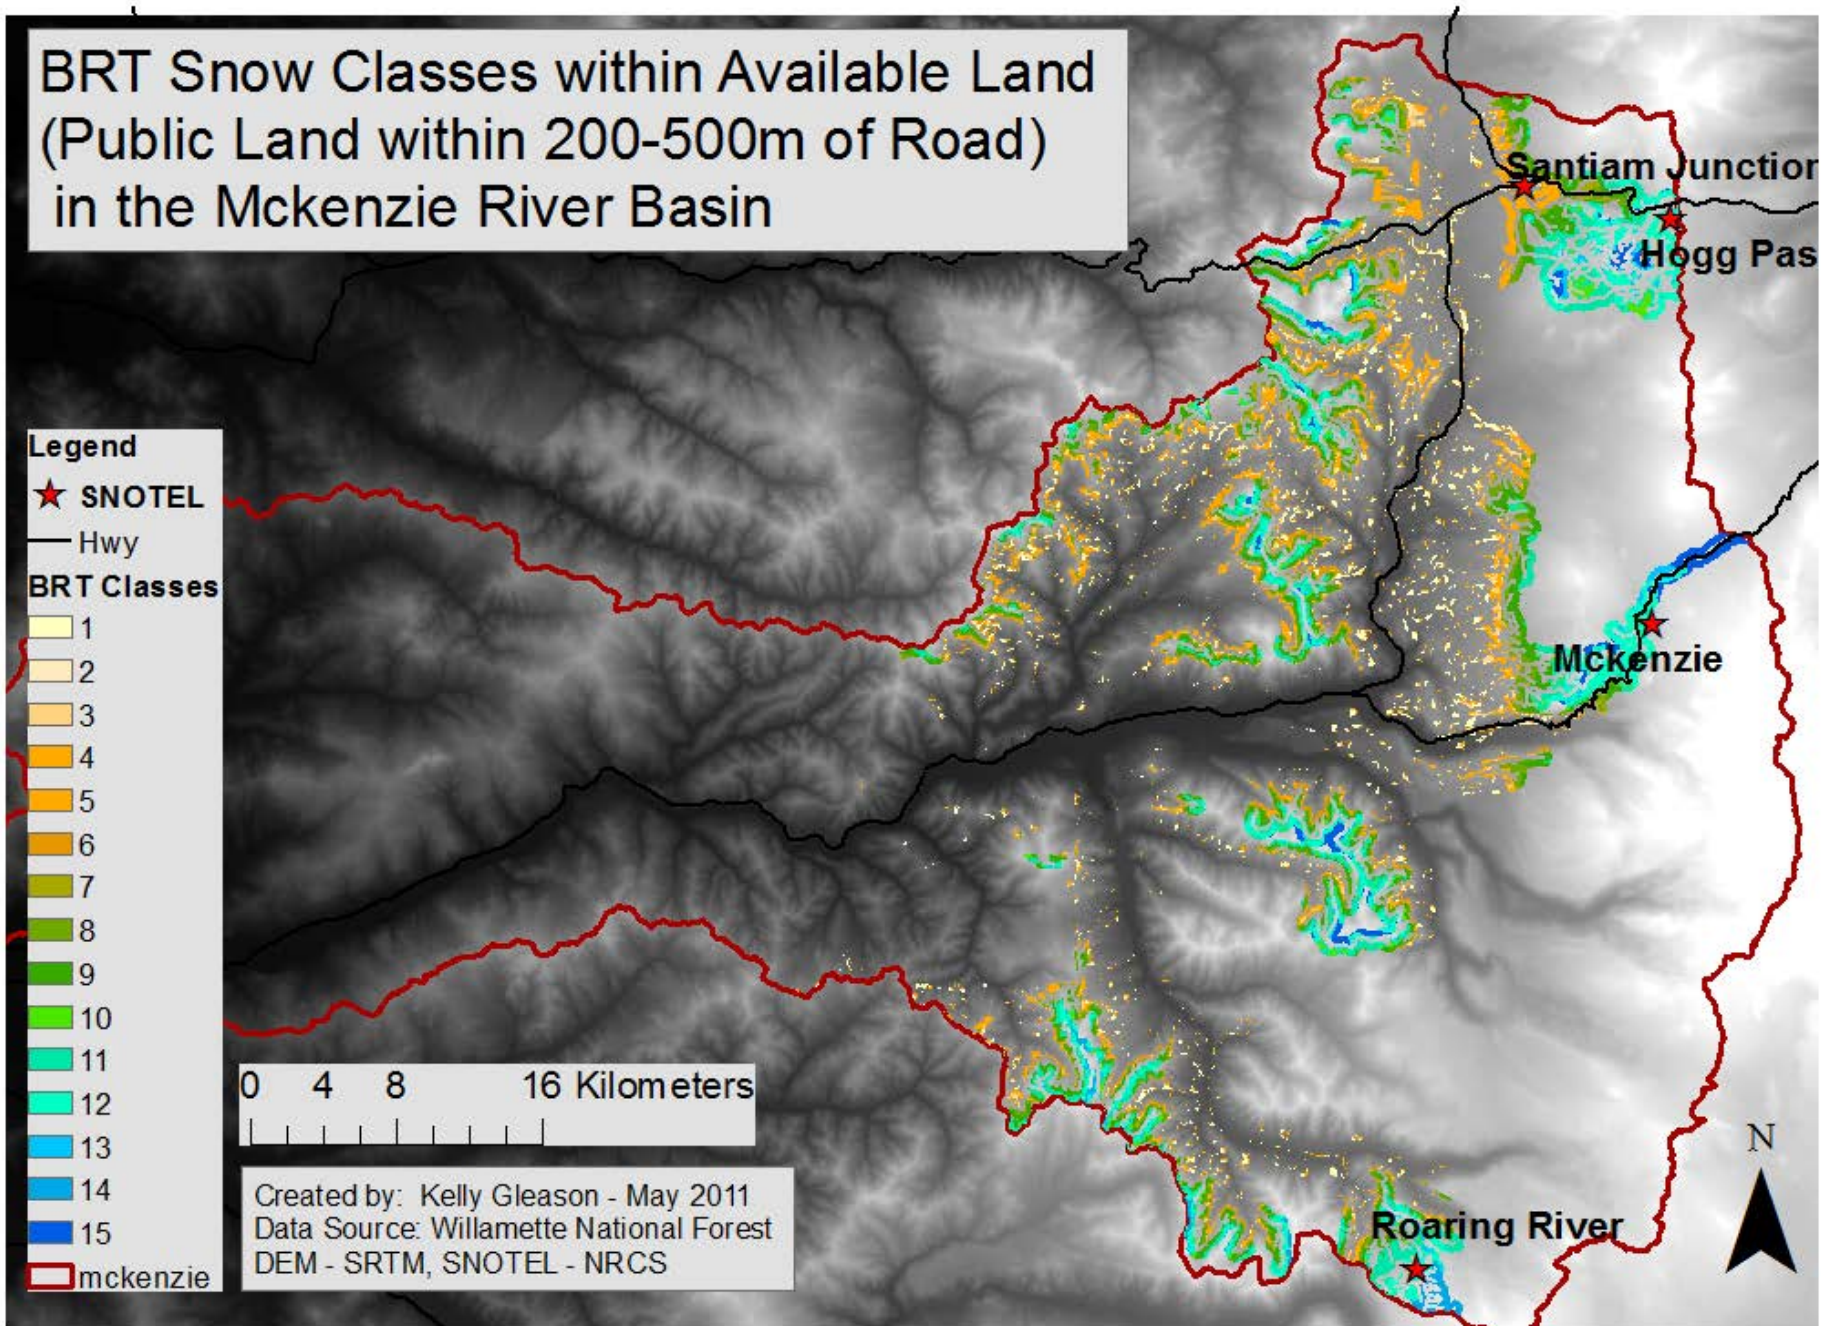 BRT Snow Classes within Available Land
(Public Land within 200-500m of Road)
in the Mckenzie River Basin
Santiam Junction
Hogg Pas
Legend
SNOTEL
Hwy
BRT Classes
1
2
3
4
5
6
7
8
9
10
11
12
13
14
15
mckenzie
Mckenzie
0 4 8 16 Kilometers
Created by: Kelly Gleason - May 2011
Data Source: Willamette National Forest
DEM - SRTM, SNOTEL - NRCS
Roaring River
N